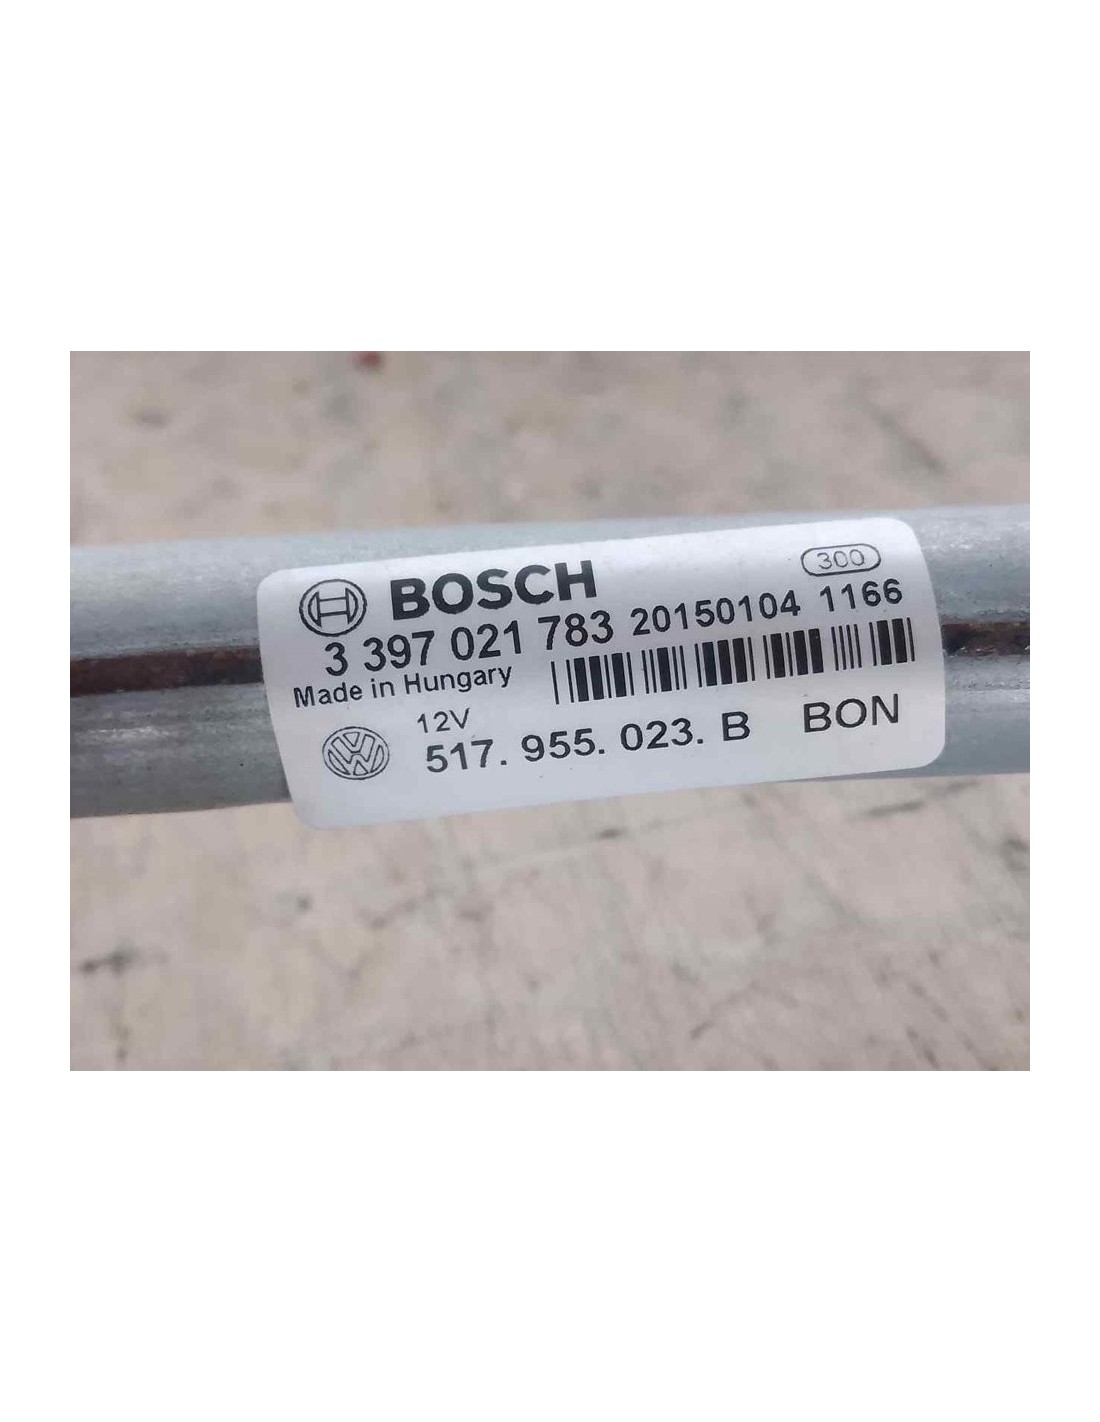 300
BOSCH
3 397 021 783 20150104 1166
Made in Hungary
12V
517. 955. 023. B BON